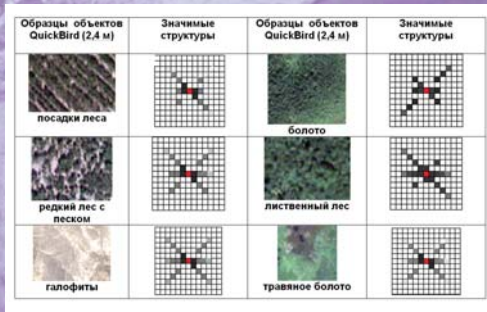 Образцы объектов QuickBird (2,4 м)
Значимые структуры
Образцы объектов QuickBird (2,4 м)
Значимые структуры
посадки леса
болото
редкий лес с песком
лиственный лес
галофиты
травяное болото